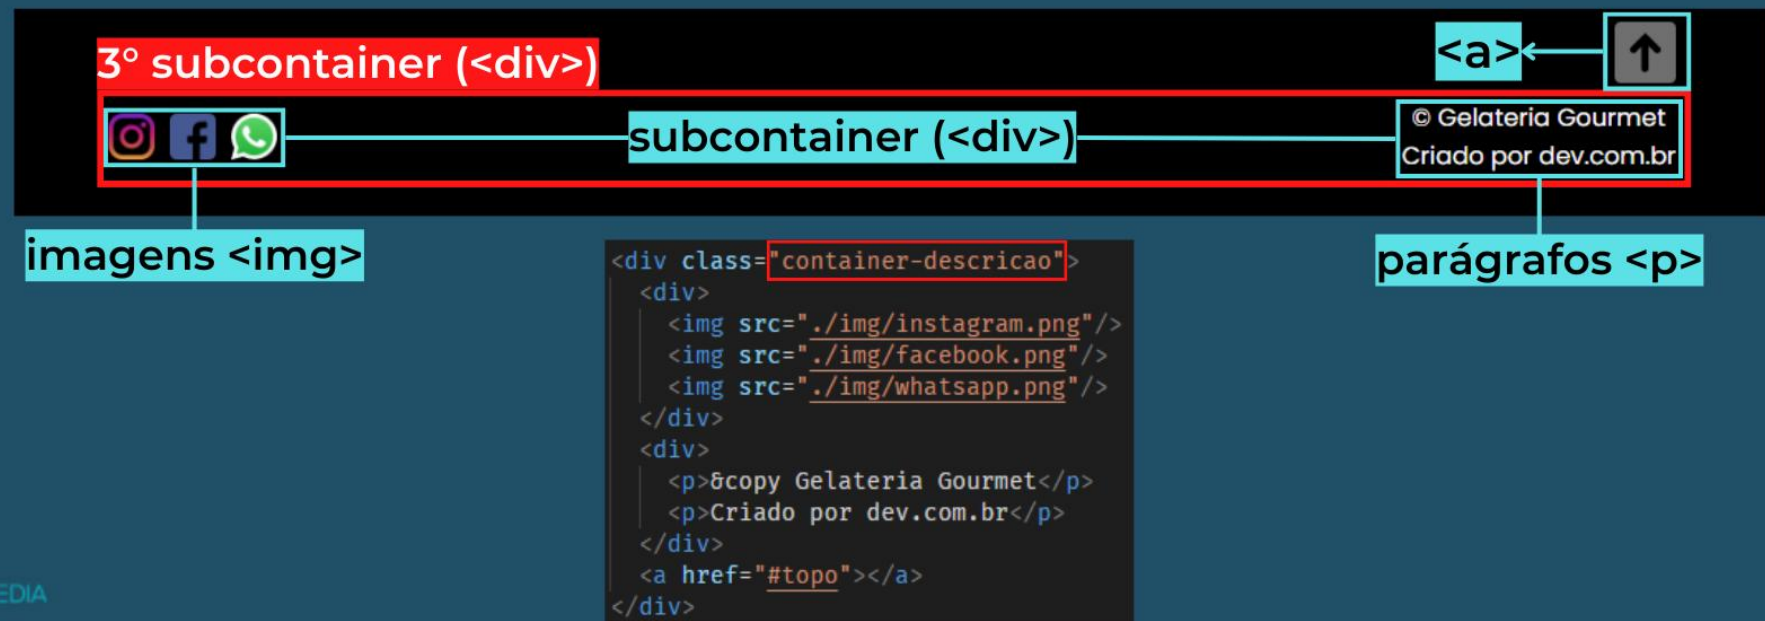 3° subcontainer (<div>)
<a>
subcontainer (<div>)
© Gelateria Gourmet
Criado por dev.com.br
imagens <img>
parágrafos <p>
<div class="container-descricao">
<div>
<img src="./img/instagram.png"/>
<img src="./img/facebook.png"/>
<img src="./img/whatsapp.png"/>
</div>
<div>
<p>&copy Gelateria Gourmet</p>
<p>Criado por dev.com.br</p>
</div>
<a href="#topo"></a>
</div>
EDIA